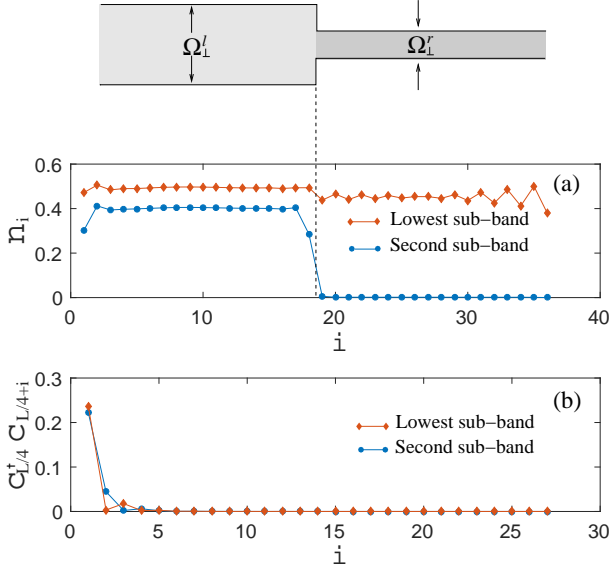 Ω⊥^l
Ω⊥^r
0.6
0.4
0.2
0
n_i
(a)
Lowest sub−band
Second sub−band
0 10 20 30 40
i
0.3
0.2
0.1
0
C†_{L/4} C_{L/4+i}
(b)
Lowest sub−band
Second sub−band
0 5 10 15 20 25 30
i